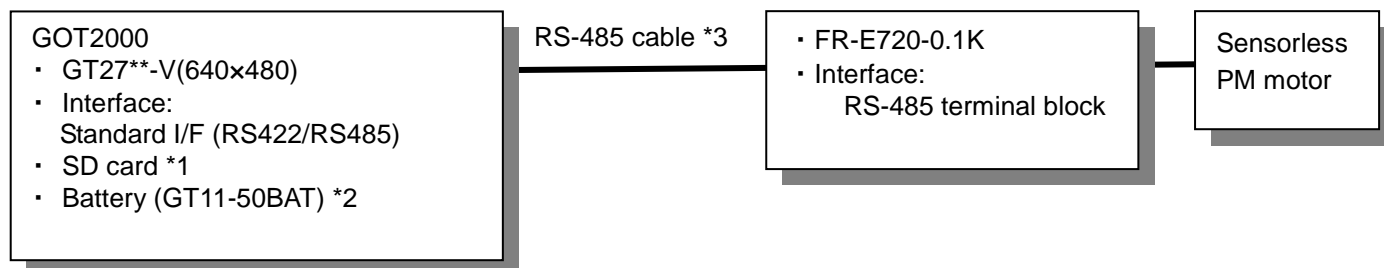 GOT2000
・ GT27**-V(640×480)
・ Interface:
Standard I/F (RS422/RS485)
・ SD card *1
・ Battery (GT11-50BAT) *2
RS-485 cable *3
・FR-E720-0.1K
・Interface:
RS-485 terminal block
Sensorless
PM motor